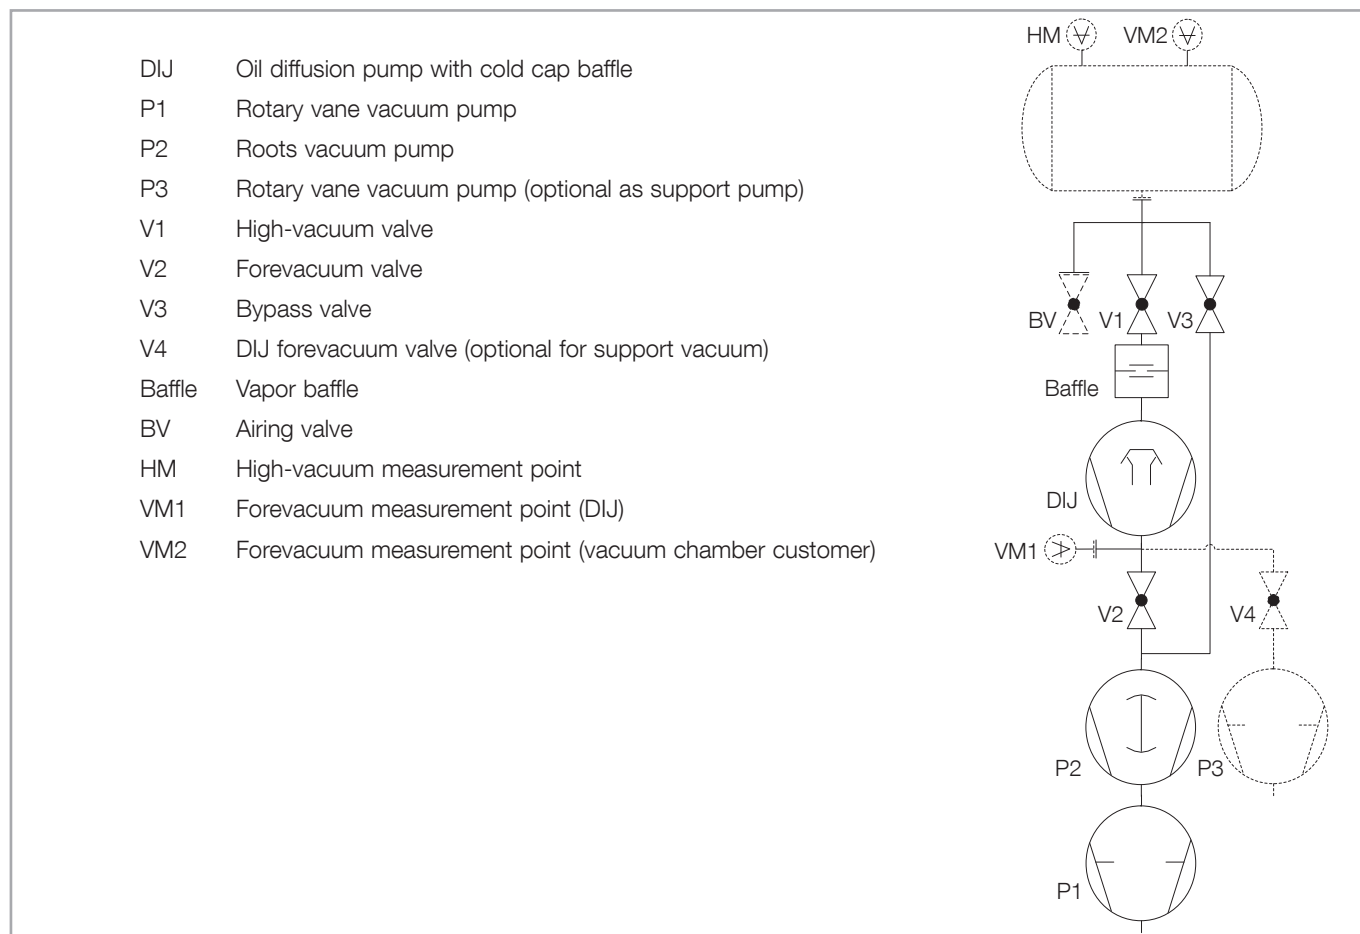 DIJ Oil diffusion pump with cold cap baffle
P1 Rotary vane vacuum pump
P2 Roots vacuum pump
P3 Rotary vane vacuum pump (optional as support pump)
V1 High-vacuum valve
V2 Forevacuum valve
V3 Bypass valve
V4 DIJ forevacuum valve (optional for support vacuum)
Baffle Vapor baffle
BV Airing valve
HM High-vacuum measurement point
VM1 Forevacuum measurement point (DIJ)
VM2 Forevacuum measurement point (vacuum chamber customer)
HM VM2
BV V1 V3
Baffle
DIJ
VM1
V2 V4
P2 P3
P1